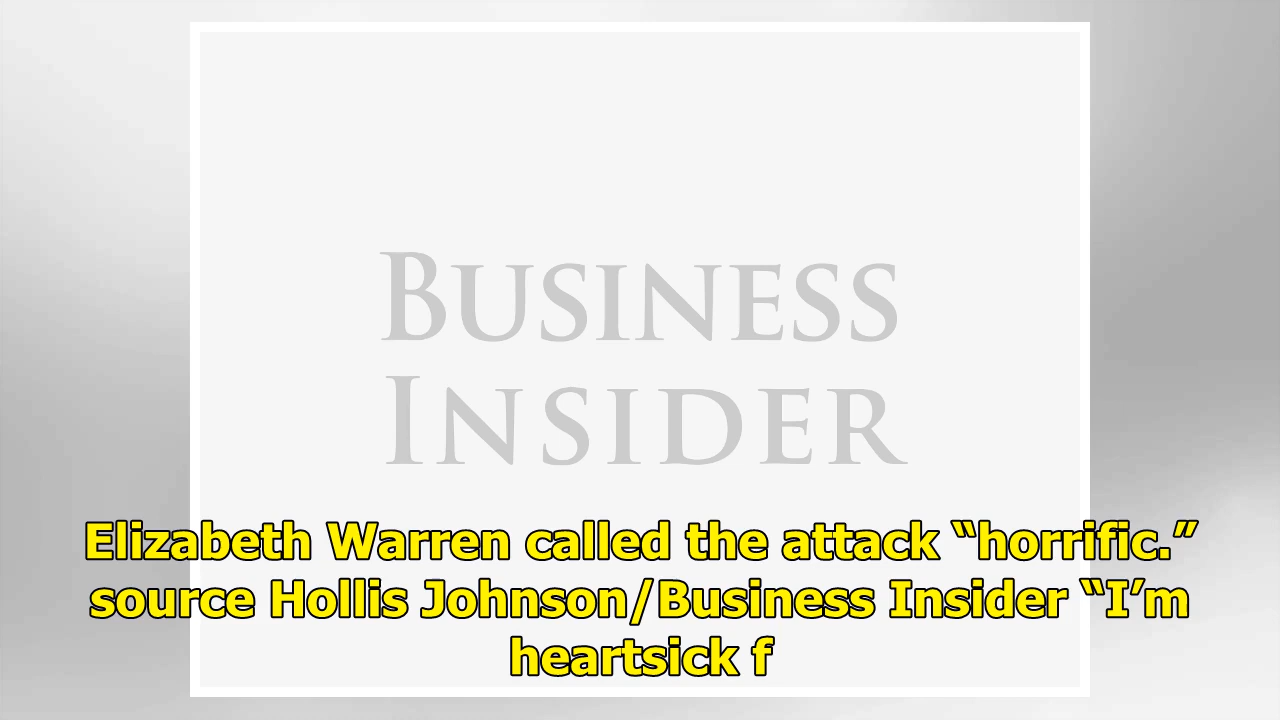 BUSINESS
INSIDER
Elizabeth Warren called the attack “horrific.”
source Hollis Johnson/Business Insider “I’m
heartsick f